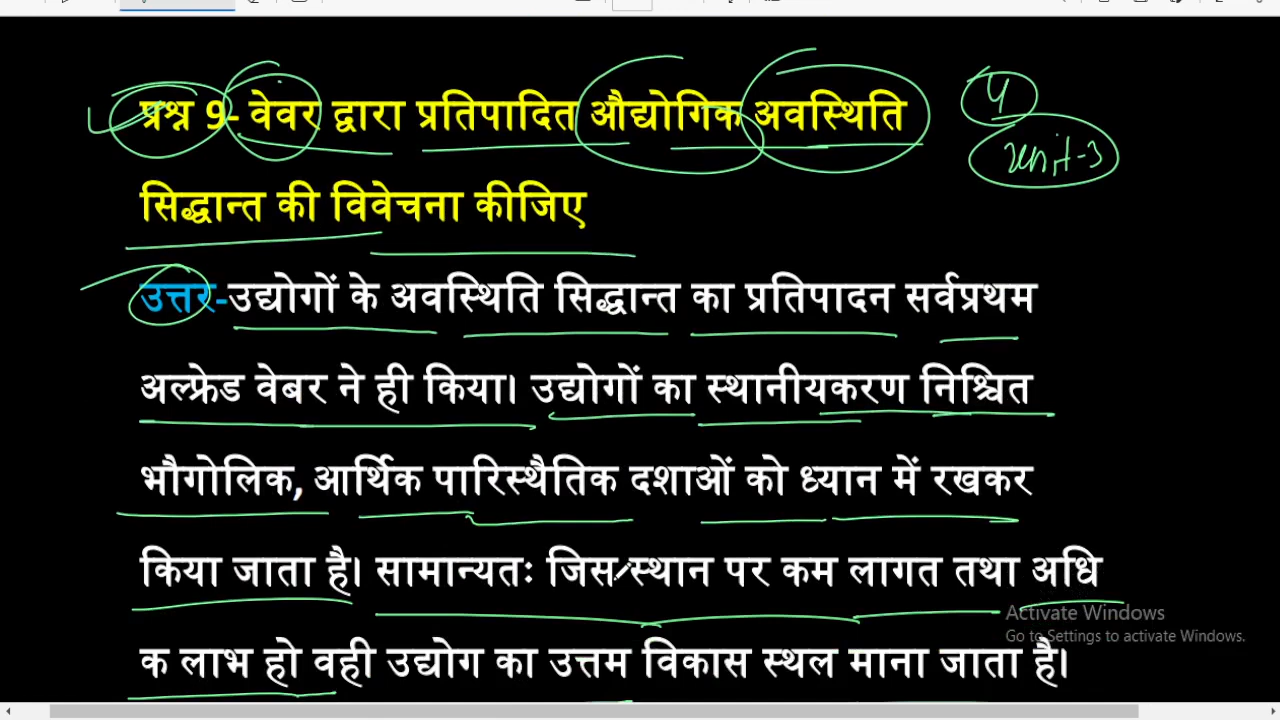 प्रश्न 9- वेवर द्वारा प्रतिपादित औद्योगिक अवस्थिति
4
unit-3
सिद्धान्त की विवेचना कीजिए
उत्तर-उद्योगों के अवस्थिति सिद्धान्त का प्रतिपादन सर्वप्रथम
अल्फ्रेड वेबर ने ही किया। उद्योगों का स्थानीयकरण निश्चित
भौगोलिक, आर्थिक पारिस्थैतिक दशाओं को ध्यान में रखकर
किया जाता है। सामान्यतः जिस स्थान पर कम लागत तथा अधि
क लाभ हो वही उद्योग का उत्तम विकास स्थल माना जाता है।
Activate Windows
Go to Settings to activate Windows.